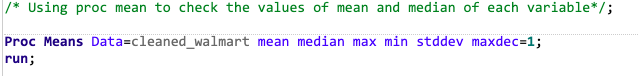 /* Using proc mean to check the values of mean and median of each variable*/;
Proc Means Data=cleaned_walmart mean median max min stddev maxdec=1;
run;